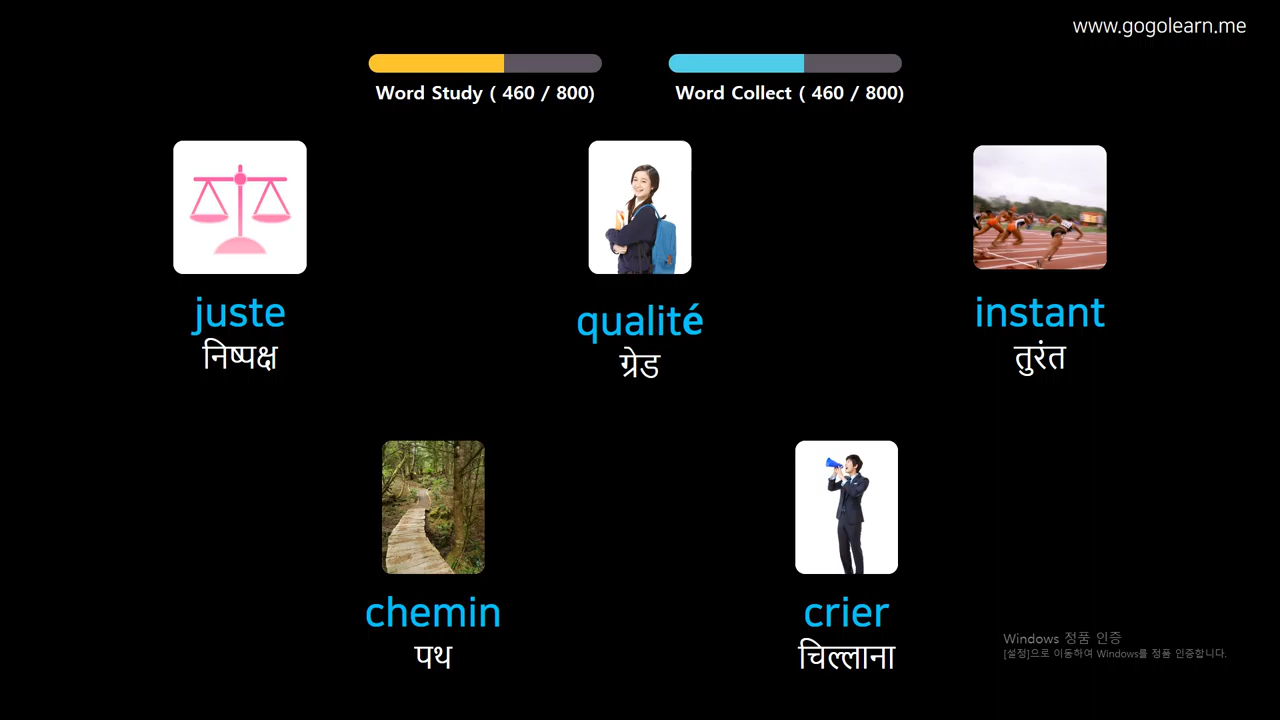 www.gogolearn.me
Word Study ( 460 / 800)
Word Collect ( 460 / 800)
juste
निष्पक्ष
qualité
ग्रेड
instant
तुरंत
chemin
पथ
crier
चिल्लाना
Windows 정품 인증
[설정]으로 이동하여 Windows를 정품 인증합니다.